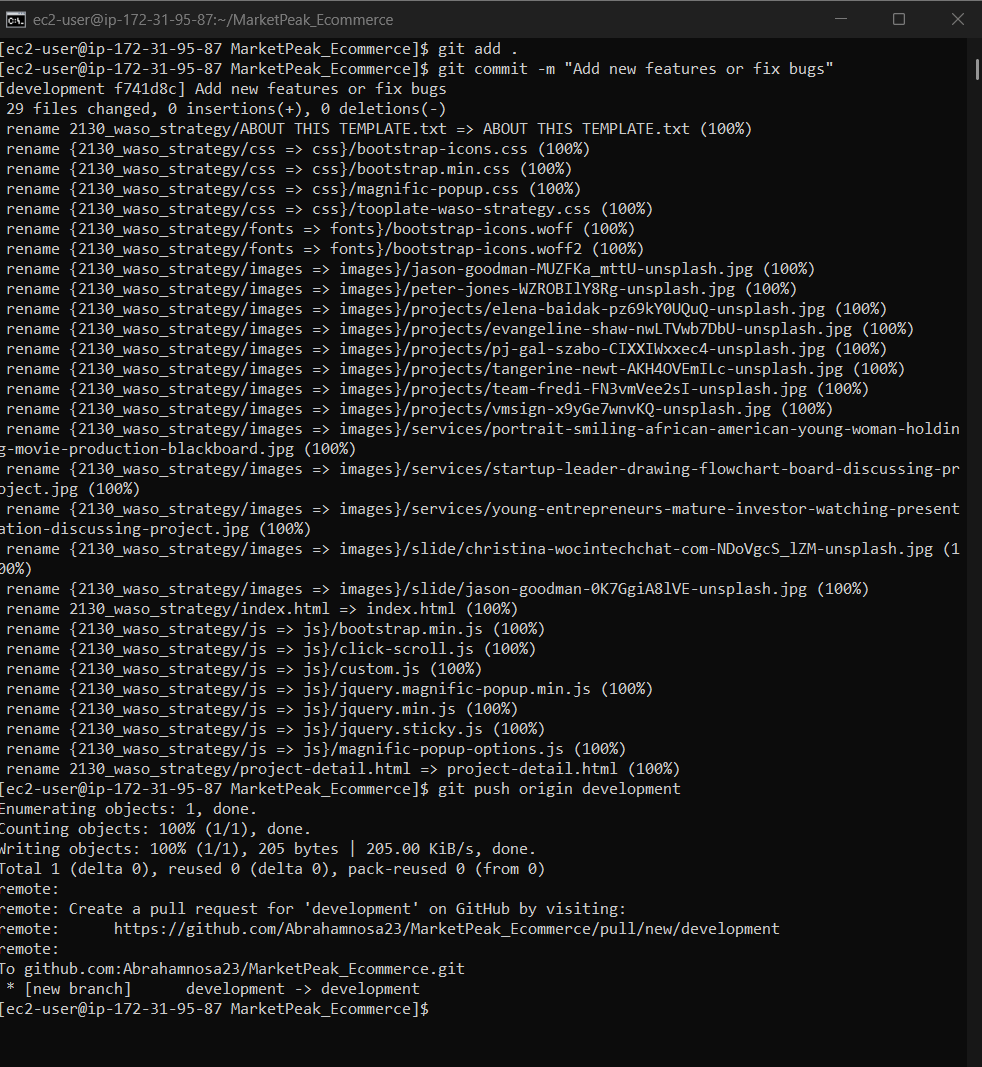 ec2-user@ip-172-31-95-87:~/MarketPeak_Ecommerce
[ec2-user@ip-172-31-95-87 MarketPeak_Ecommerce]$ git add .
[ec2-user@ip-172-31-95-87 MarketPeak_Ecommerce]$ git commit -m "Add new features or fix bugs"
[development f741d8c] Add new features or fix bugs
 29 files changed, 0 insertions(+), 0 deletions(-)
 rename 2130_waso_strategy/ABOUT THIS TEMPLATE.txt => ABOUT THIS TEMPLATE.txt (100%)
 rename {2130_waso_strategy/css => css}/bootstrap-icons.css (100%)
 rename {2130_waso_strategy/css => css}/bootstrap.min.css (100%)
 rename {2130_waso_strategy/css => css}/magnific-popup.css (100%)
 rename {2130_waso_strategy/css => css}/tooplate-waso-strategy.css (100%)
 rename {2130_waso_strategy/fonts => fonts}/bootstrap-icons.woff (100%)
 rename {2130_waso_strategy/fonts => fonts}/bootstrap-icons.woff2 (100%)
 rename {2130_waso_strategy/images => images}/jason-goodman-MUZFKa_mttU-unsplash.jpg (100%)
 rename {2130_waso_strategy/images => images}/peter-jones-WZROBIlY8Rg-unsplash.jpg (100%)
 rename {2130_waso_strategy/images => images}/projects/elena-baidak-pz69kY0UQuQ-unsplash.jpg (100%)
 rename {2130_waso_strategy/images => images}/projects/evangeline-shaw-nwLTVwb7DbU-unsplash.jpg (100%)
 rename {2130_waso_strategy/images => images}/projects/pj-gal-szabo-CIXXIWxxec4-unsplash.jpg (100%)
 rename {2130_waso_strategy/images => images}/projects/tangerine-newt-AKH4OVEmILc-unsplash.jpg (100%)
 rename {2130_waso_strategy/images => images}/projects/team-fredi-FN3vmVee2sI-unsplash.jpg (100%)
 rename {2130_waso_strategy/images => images}/projects/vmsign-x9yGe7wnvKQ-unsplash.jpg (100%)
 rename {2130_waso_strategy/images => images}/services/portrait-smiling-african-american-young-woman-holdin
g-movie-production-blackboard.jpg (100%)
 rename {2130_waso_strategy/images => images}/services/startup-leader-drawing-flowchart-board-discussing-pr
oject.jpg (100%)
 rename {2130_waso_strategy/images => images}/services/young-entrepreneurs-mature-investor-watching-present
ation-discussing-project.jpg (100%)
 rename {2130_waso_strategy/images => images}/slide/christina-wocintechchat-com-NDoVgcS_lZM-unsplash.jpg (1
00%)
 rename {2130_waso_strategy/images => images}/slide/jason-goodman-0K7GgiA8lVE-unsplash.jpg (100%)
 rename 2130_waso_strategy/index.html => index.html (100%)
 rename {2130_waso_strategy/js => js}/bootstrap.min.js (100%)
 rename {2130_waso_strategy/js => js}/click-scroll.js (100%)
 rename {2130_waso_strategy/js => js}/custom.js (100%)
 rename {2130_waso_strategy/js => js}/jquery.magnific-popup.min.js (100%)
 rename {2130_waso_strategy/js => js}/jquery.min.js (100%)
 rename {2130_waso_strategy/js => js}/jquery.sticky.js (100%)
 rename {2130_waso_strategy/js => js}/magnific-popup-options.js (100%)
 rename 2130_waso_strategy/project-detail.html => project-detail.html (100%)
[ec2-user@ip-172-31-95-87 MarketPeak_Ecommerce]$ git push origin development
Enumerating objects: 1, done.
Counting objects: 100% (1/1), done.
Writing objects: 100% (1/1), 205 bytes | 205.00 KiB/s, done.
Total 1 (delta 0), reused 0 (delta 0), pack-reused 0 (from 0)
remote:
remote: Create a pull request for 'development' on GitHub by visiting:
remote:      https://github.com/Abrahamnosa23/MarketPeak_Ecommerce/pull/new/development
remote:
To github.com:Abrahamnosa23/MarketPeak_Ecommerce.git
 * [new branch]      development -> development
[ec2-user@ip-172-31-95-87 MarketPeak_Ecommerce]$